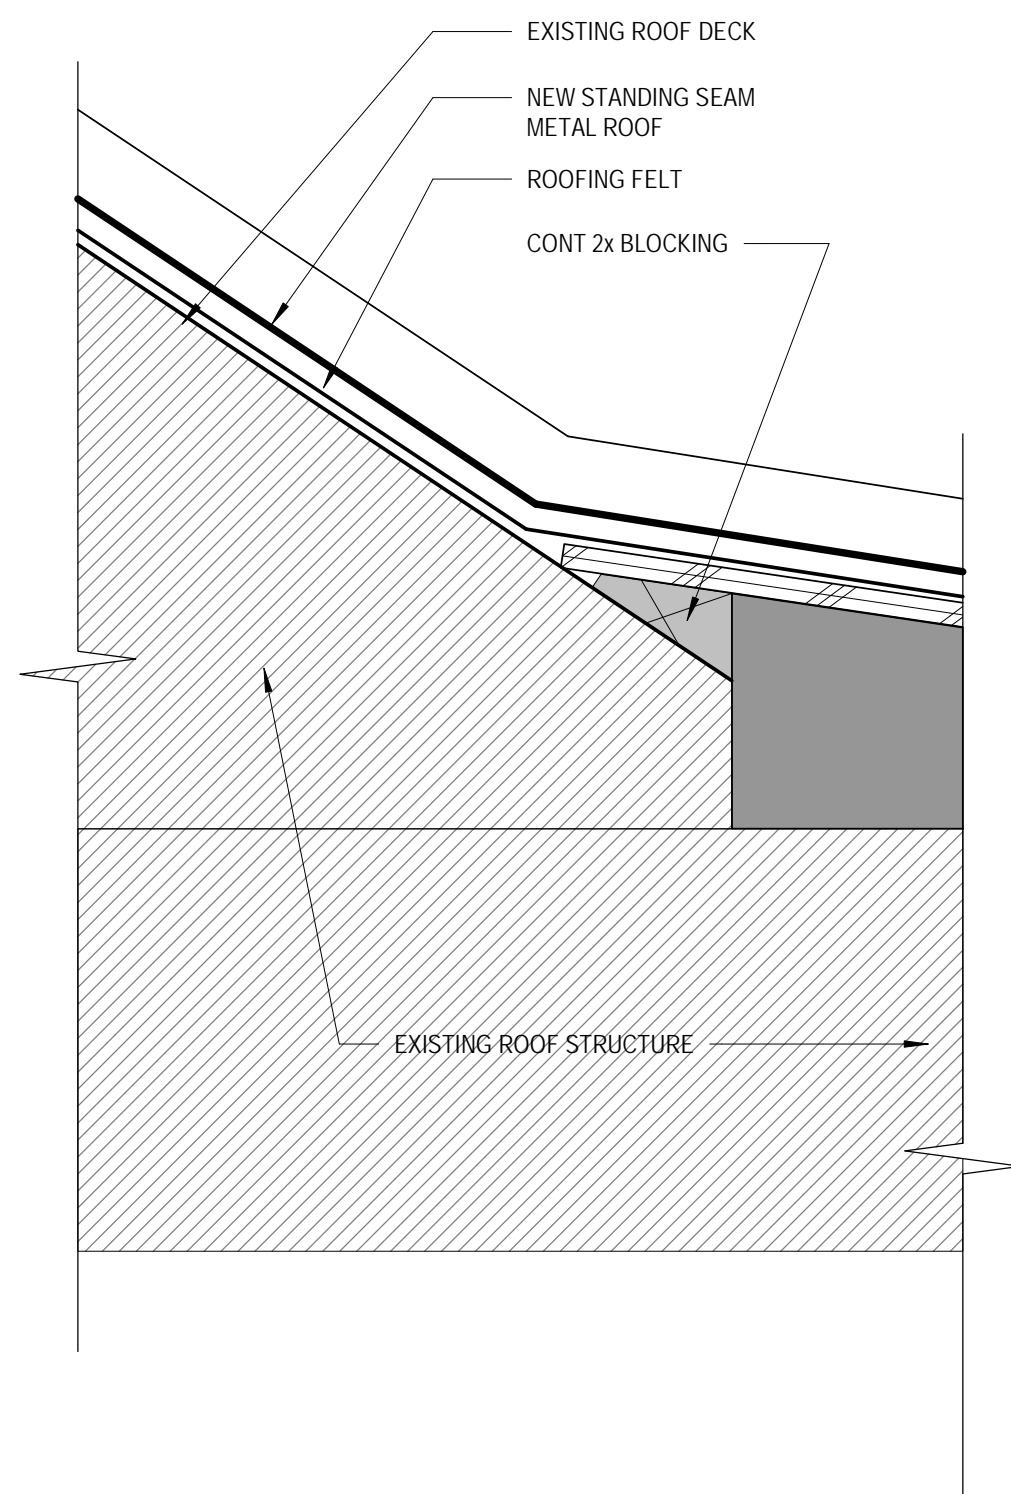 EXISTING ROOF DECK
NEW STANDING SEAM
METAL ROOF
ROOFING FELT
CONT 2x BLOCKING
EXISTING ROOF STRUCTURE